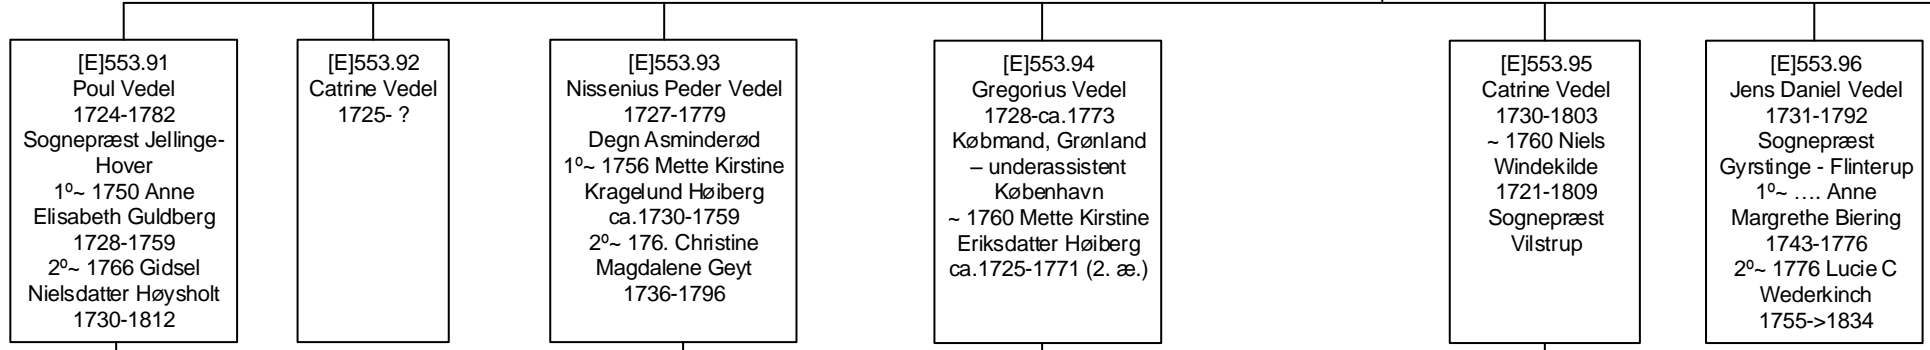 [E]553.91
Poul Vedel
1724-1782
Sognepræst Jellinge-
Hover
1º~ 1750 Anne
Elisabeth Guldberg
1728-1759
2º~ 1766 Gidsel
Nielsdatter Høysholt
1730-1812
[E]553.92
Catrine Vedel
1725- ?
[E]553.93
Nissenius Peder Vedel
1727-1779
Degn Asminderød
1º~ 1756 Mette Kirstine
Kragelund Høiberg
ca.1730-1759
2º~ 176. Christine
Magdalene Geyt
1736-1796
[E]553.94
Gregorius Vedel
1728-ca.1773
Købmand, Grønland
– underassistent
København
~ 1760 Mette Kirstine
Eriksdatter Høiberg
ca.1725-1771 (2. æ.)
[E]553.95
Catrine Vedel
1730-1803
~ 1760 Niels
Windekilde
1721-1809
Sognepræst
Vilstrup
[E]553.96
Jens Daniel Vedel
1731-1792
Sognepræst
Gyrstinge - Flinterup
1º~ …. Anne
Margrethe Biering
1743-1776
2º~ 1776 Lucie C
Wederkinch
1755->1834